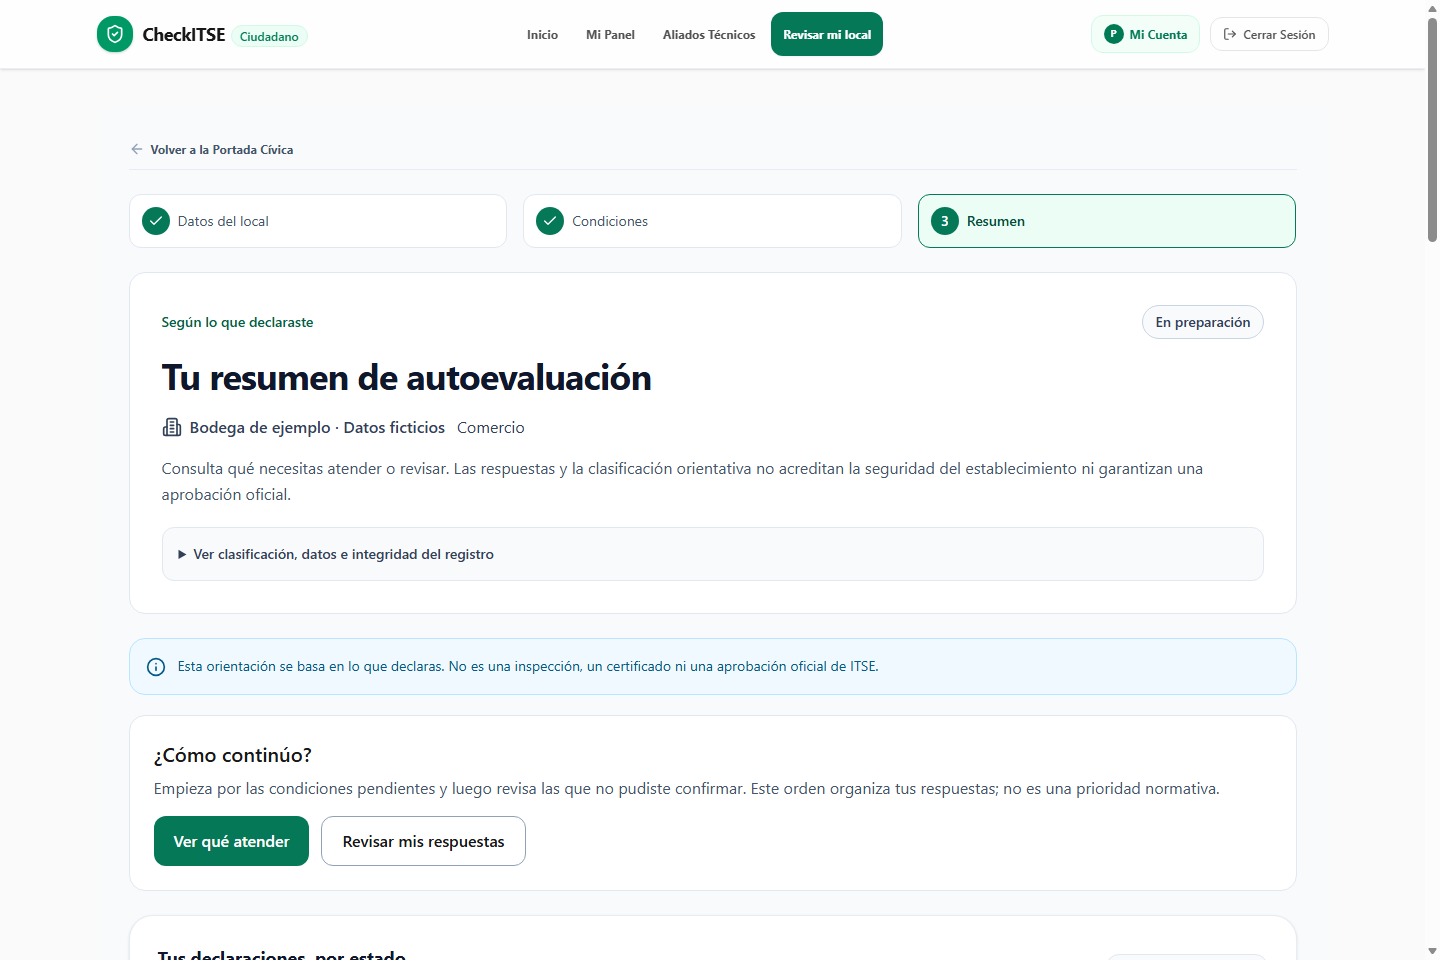 CheckITSE Ciudadano
Inicio
Mi Panel
Aliados Técnicos
Revisar mi local
P Mi Cuenta
Cerrar Sesión
Volver a la Portada Cívica
Datos del local
Condiciones
3 Resumen
Según lo que declaraste
En preparación
Tu resumen de autoevaluación
Bodega de ejemplo · Datos ficticios Comercio
Consulta qué necesitas atender o revisar. Las respuestas y la clasificación orientativa no acreditan la seguridad del establecimiento ni garantizan una
aprobación oficial.
Ver clasificación, datos e integridad del registro
Esta orientación se basa en lo que declaras. No es una inspección, un certificado ni una aprobación oficial de ITSE.
¿Cómo continúo?
Empieza por las condiciones pendientes y luego revisa las que no pudiste confirmar. Este orden organiza tus respuestas; no es una prioridad normativa.
Ver qué atender
Revisar mis respuestas
Tus declaraciones, por estado